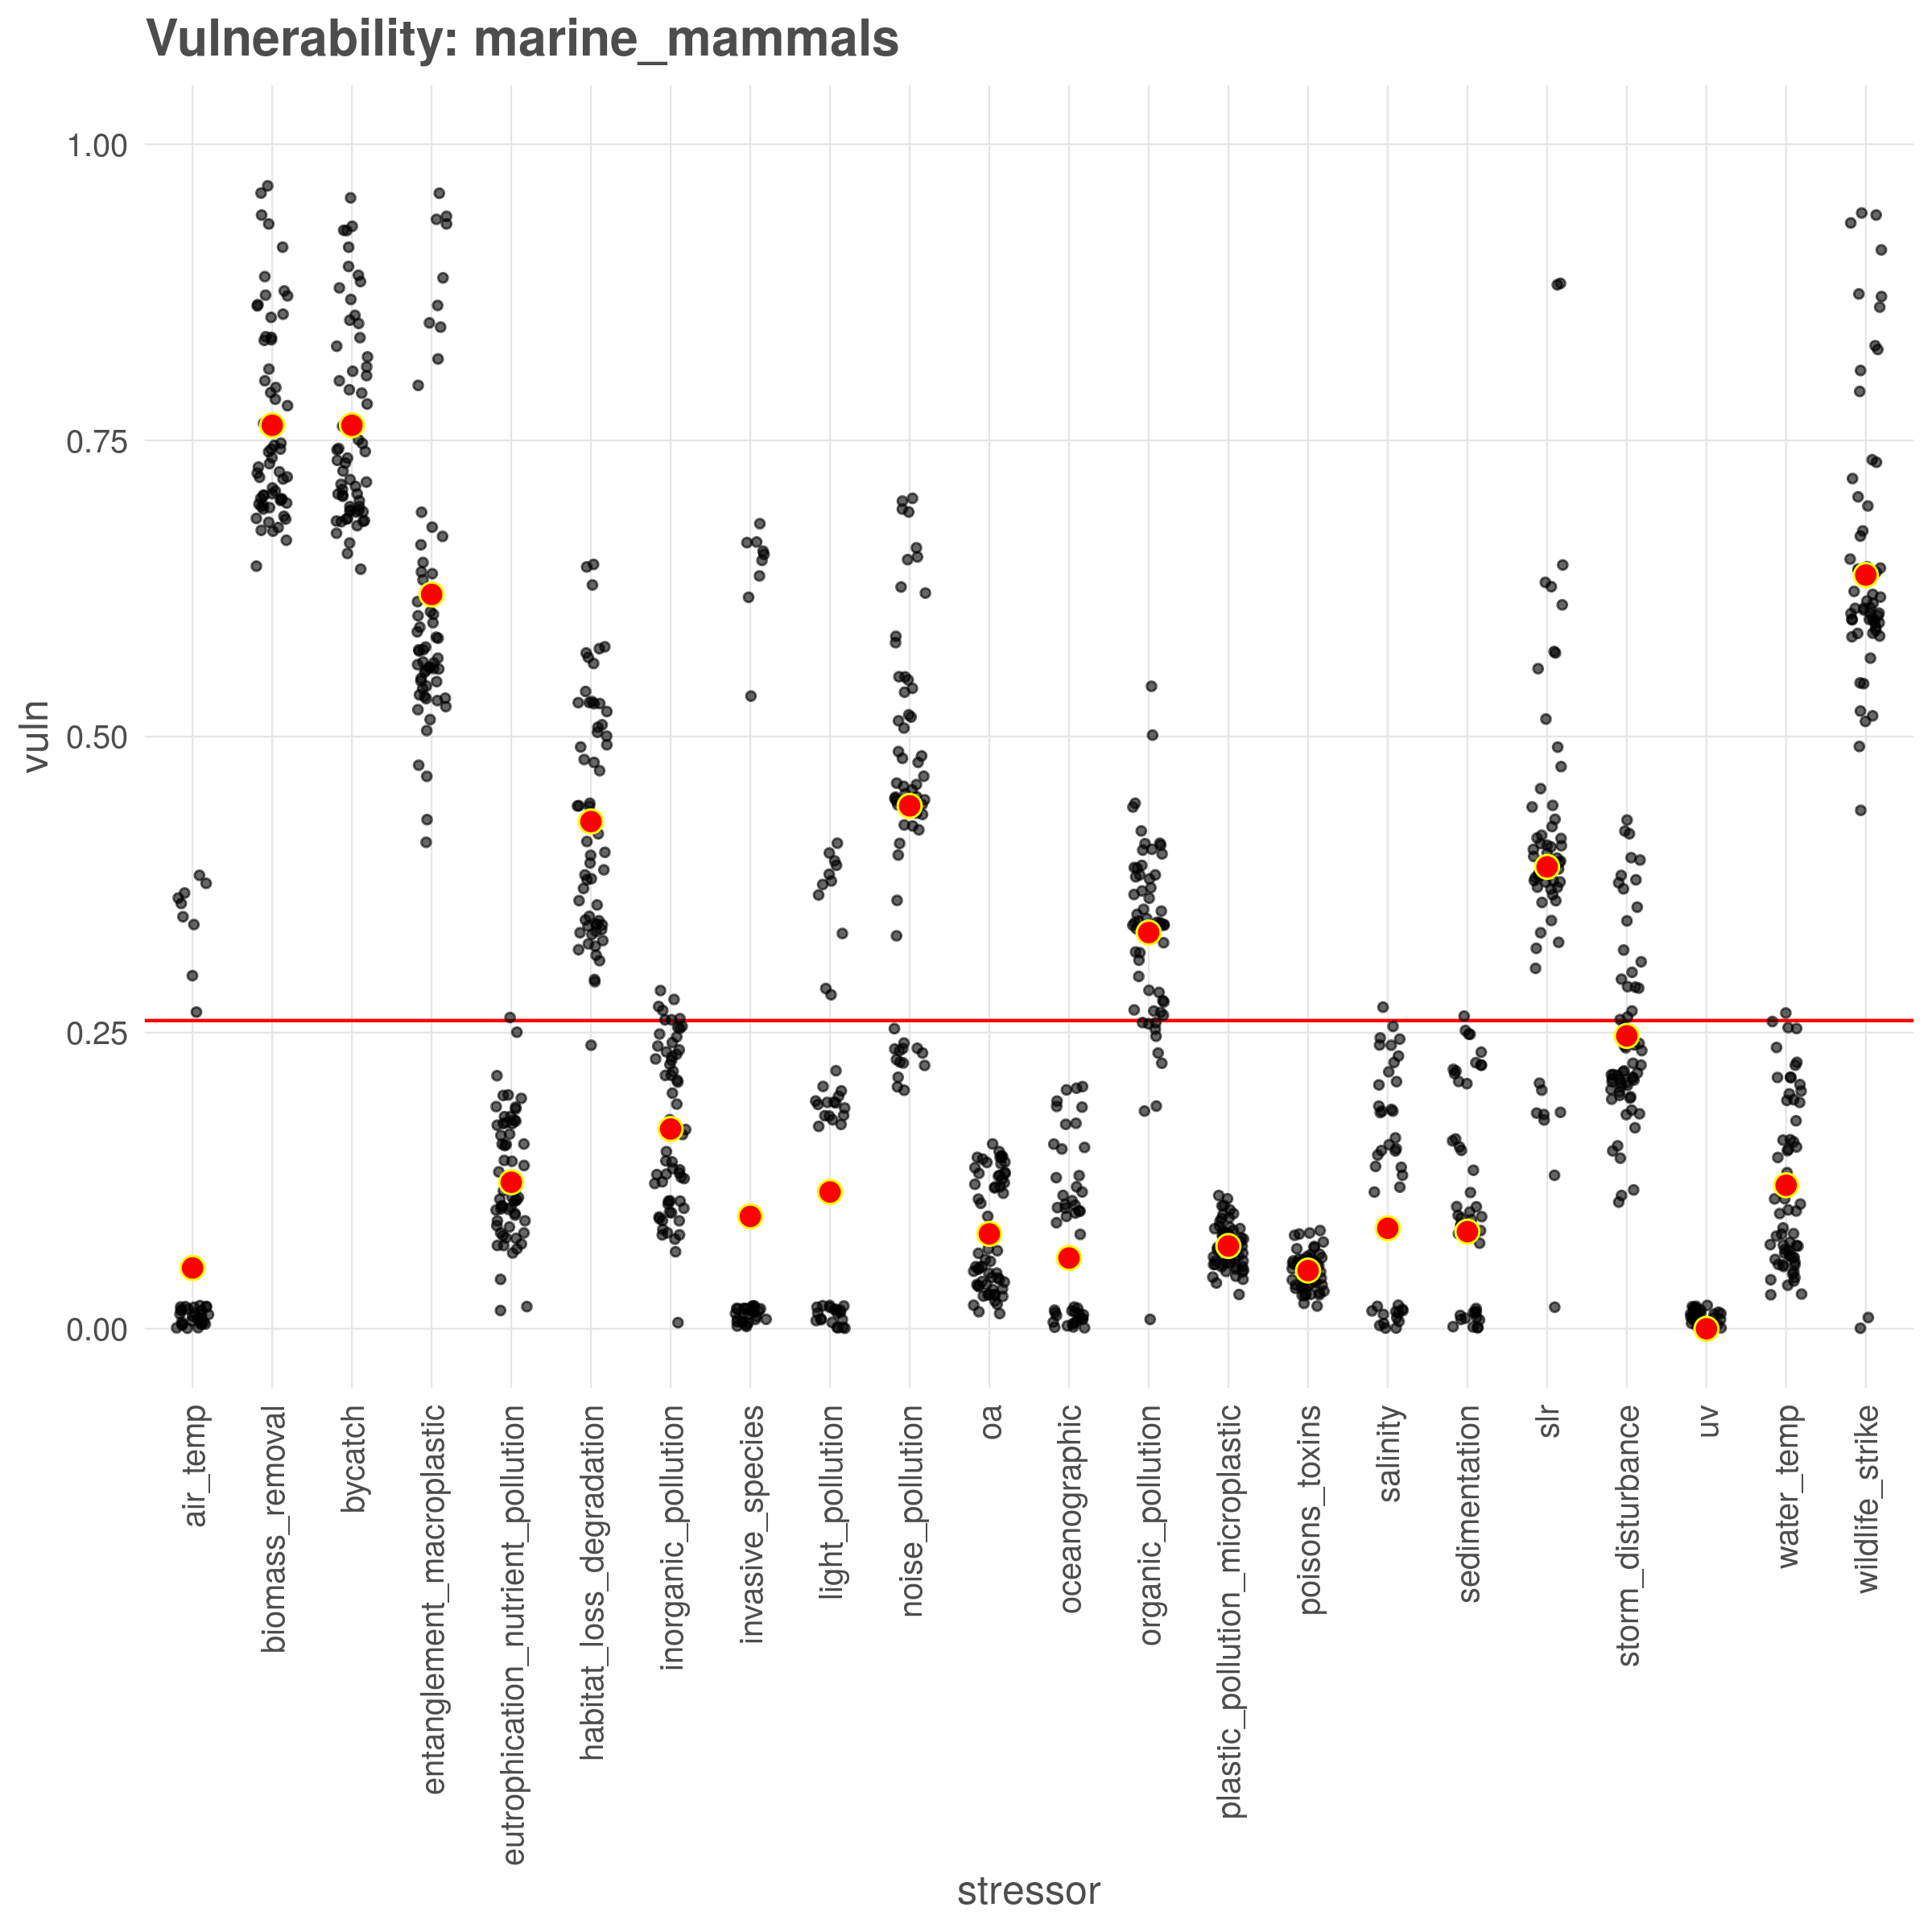 Vulnerability: marine_mammals
1.00
0.75
0.50
0.25
0.00
vuln
air_temp
biomass_removal
bycatch
entanglement_macroplastic
eutrophication_nutrient_pollution
habitat_loss_degradation
inorganic_pollution
invasive_species
light_pollution
noise_pollution
oa
oceanographic
organic_pollution
plastic_pollution_microplastic
poisons_toxins
salinity
sedimentation
slr
storm_disturbance
uv
water_temp
wildlife_strike
stressor